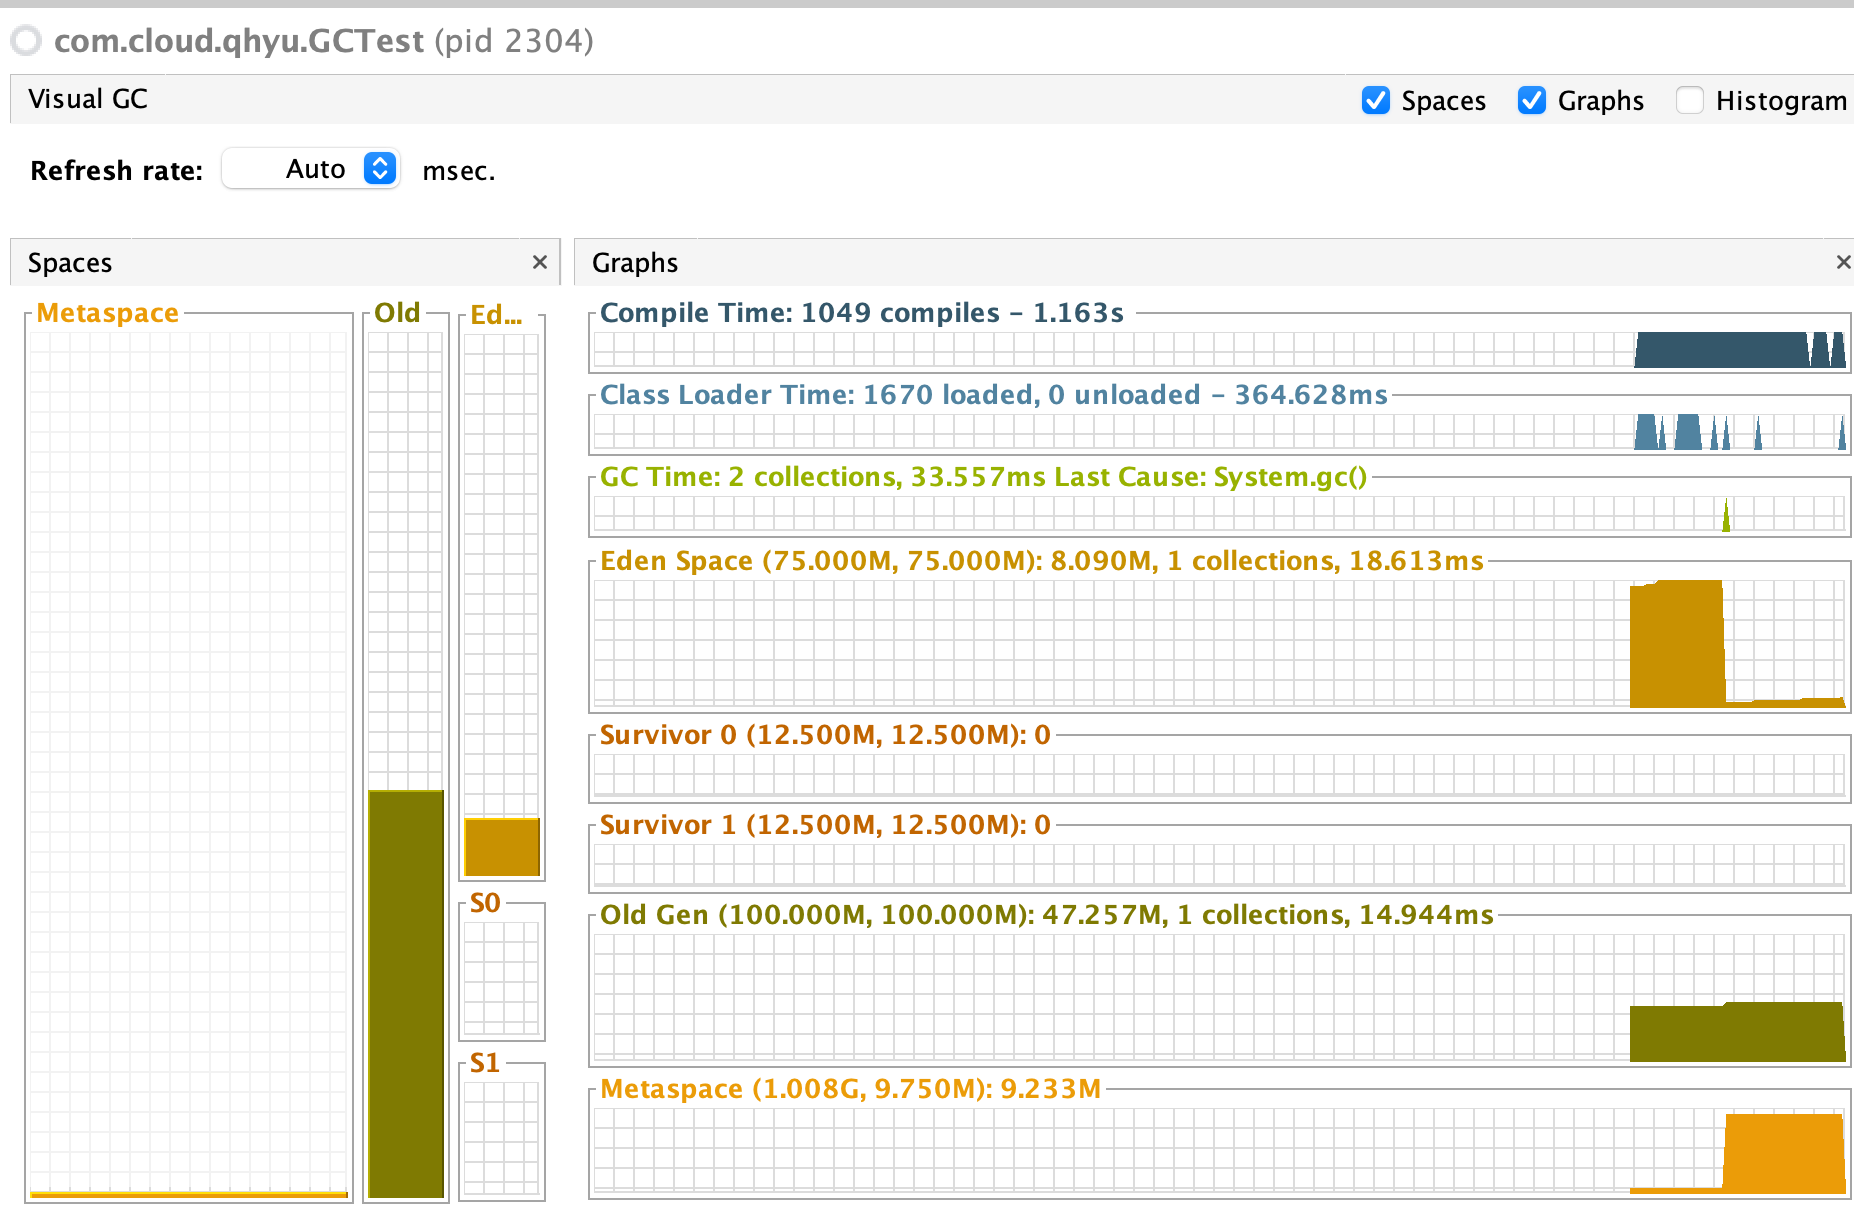 com.cloud.qhyu.GCTest (pid 2304)
Visual GC
Spaces
Graphs
Histogram
Refresh rate: Auto msec.
Spaces ×
Graphs ×
Metaspace
Old
Ed...
S0
S1
Compile Time: 1049 compiles – 1.163s
Class Loader Time: 1670 loaded, 0 unloaded – 364.628ms
GC Time: 2 collections, 33.557ms Last Cause: System.gc()
Eden Space (75.000M, 75.000M): 8.090M, 1 collections, 18.613ms
Survivor 0 (12.500M, 12.500M): 0
Survivor 1 (12.500M, 12.500M): 0
Old Gen (100.000M, 100.000M): 47.257M, 1 collections, 14.944ms
Metaspace (1.008G, 9.750M): 9.233M